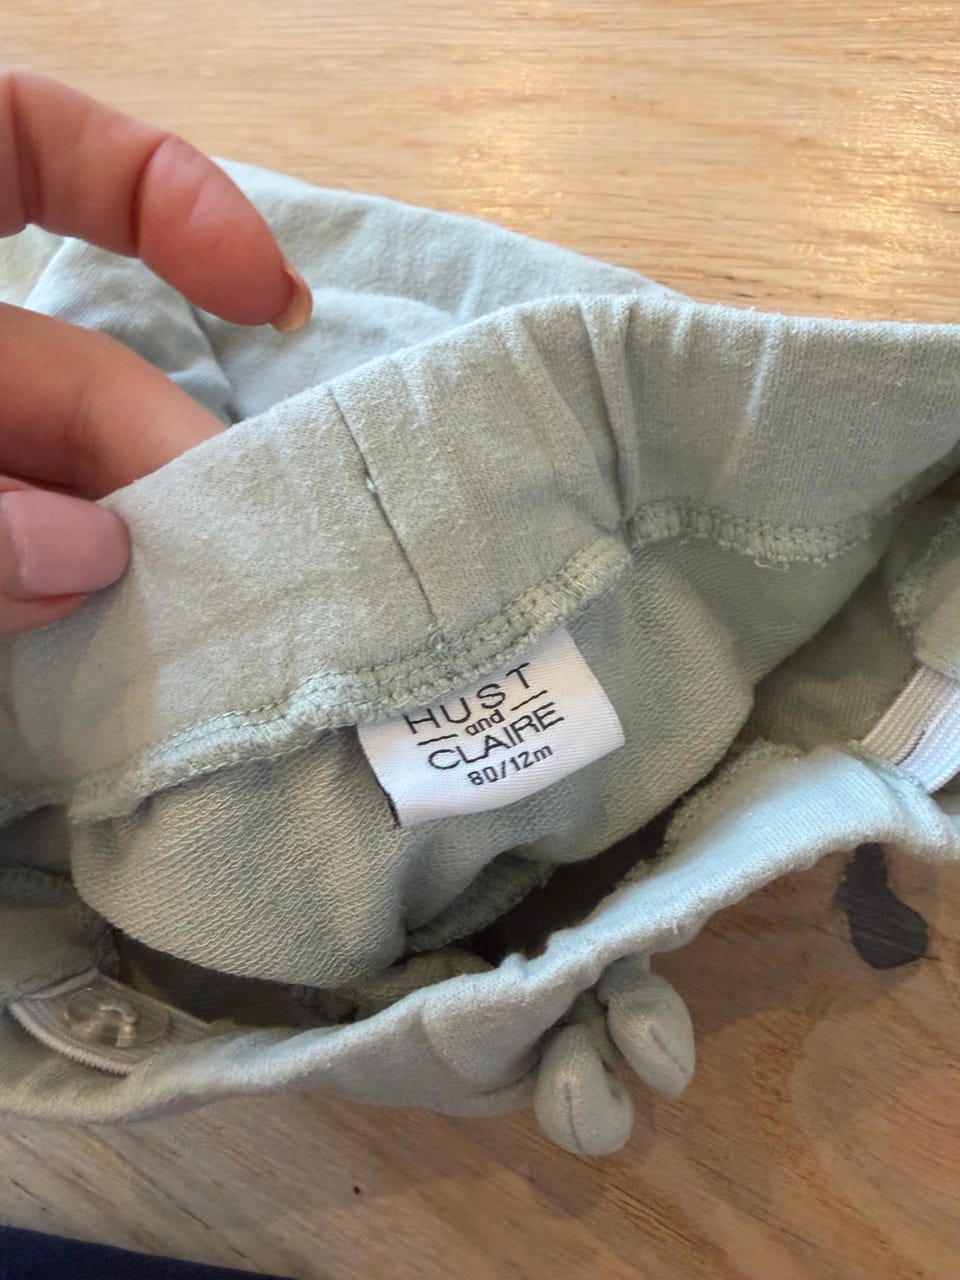 HUST
and
CLAIRE
80/12m